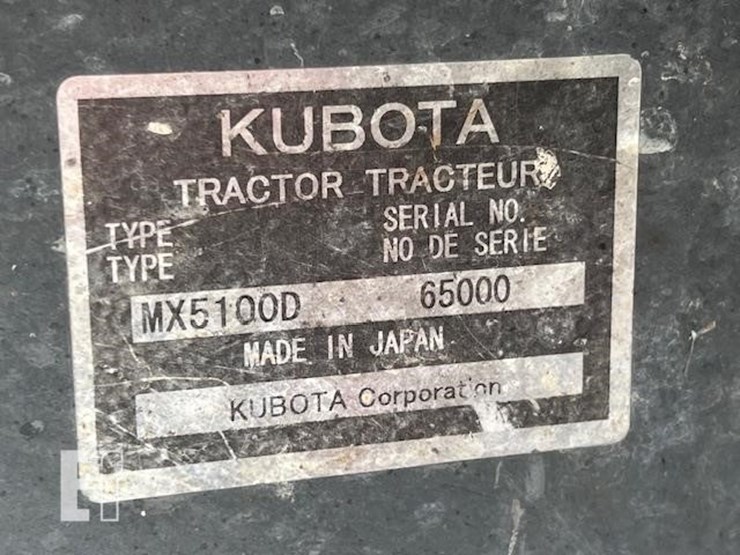 KUBOTA
TRACTOR TRACTEUR
TYPE SERIAL NO.
TYPE NO DE SERIE
MX5100D 65000
MADE IN JAPAN
KUBOTA Corporation